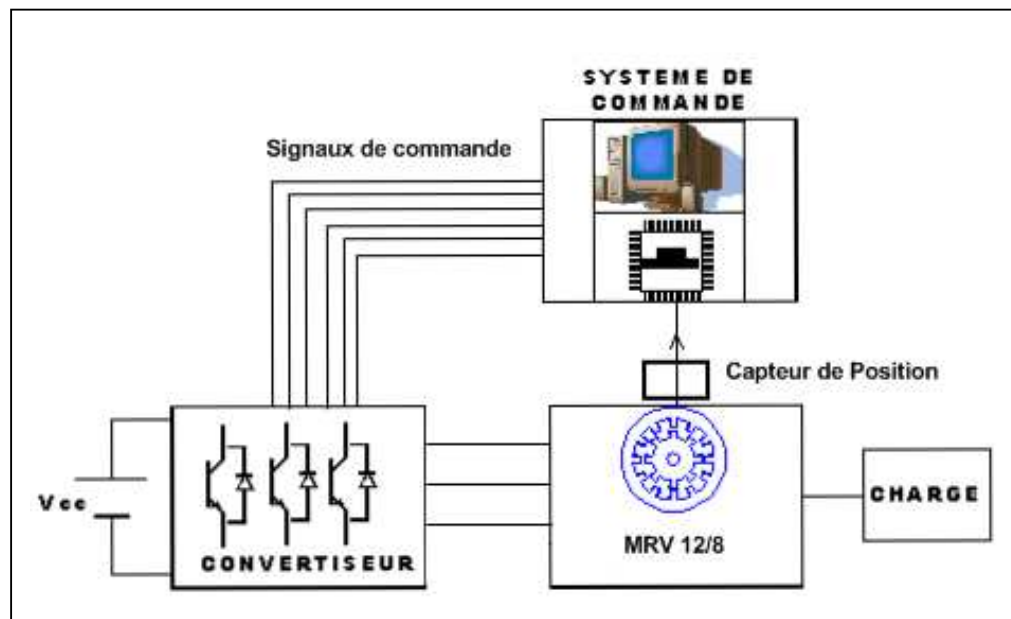 SYSTEME DE
COMMANDE
Signaux de commande
Capteur de Position
Vcc
CONVERTISEUR
MRV 12/8
CHARGE